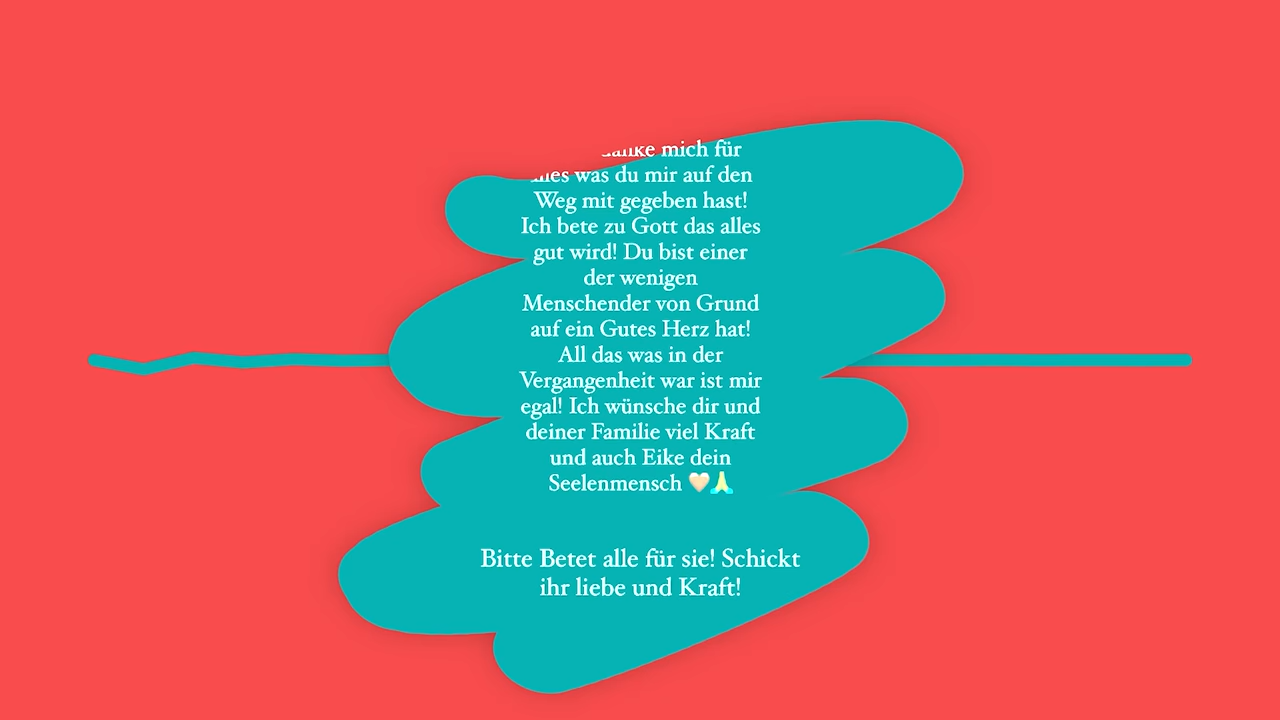 danke mich für
alles was du mir auf den
Weg mit gegeben hast!
Ich bete zu Gott das alles
gut wird! Du bist einer
der wenigen
Menschender von Grund
auf ein Gutes Herz hat!
All das was in der
Vergangenheit war ist mir
egal! Ich wünsche dir und
deiner Familie viel Kraft
und auch Eike dein
Seelenmensch 🤍🙏
Bitte Betet alle für sie! Schickt
ihr liebe und Kraft!